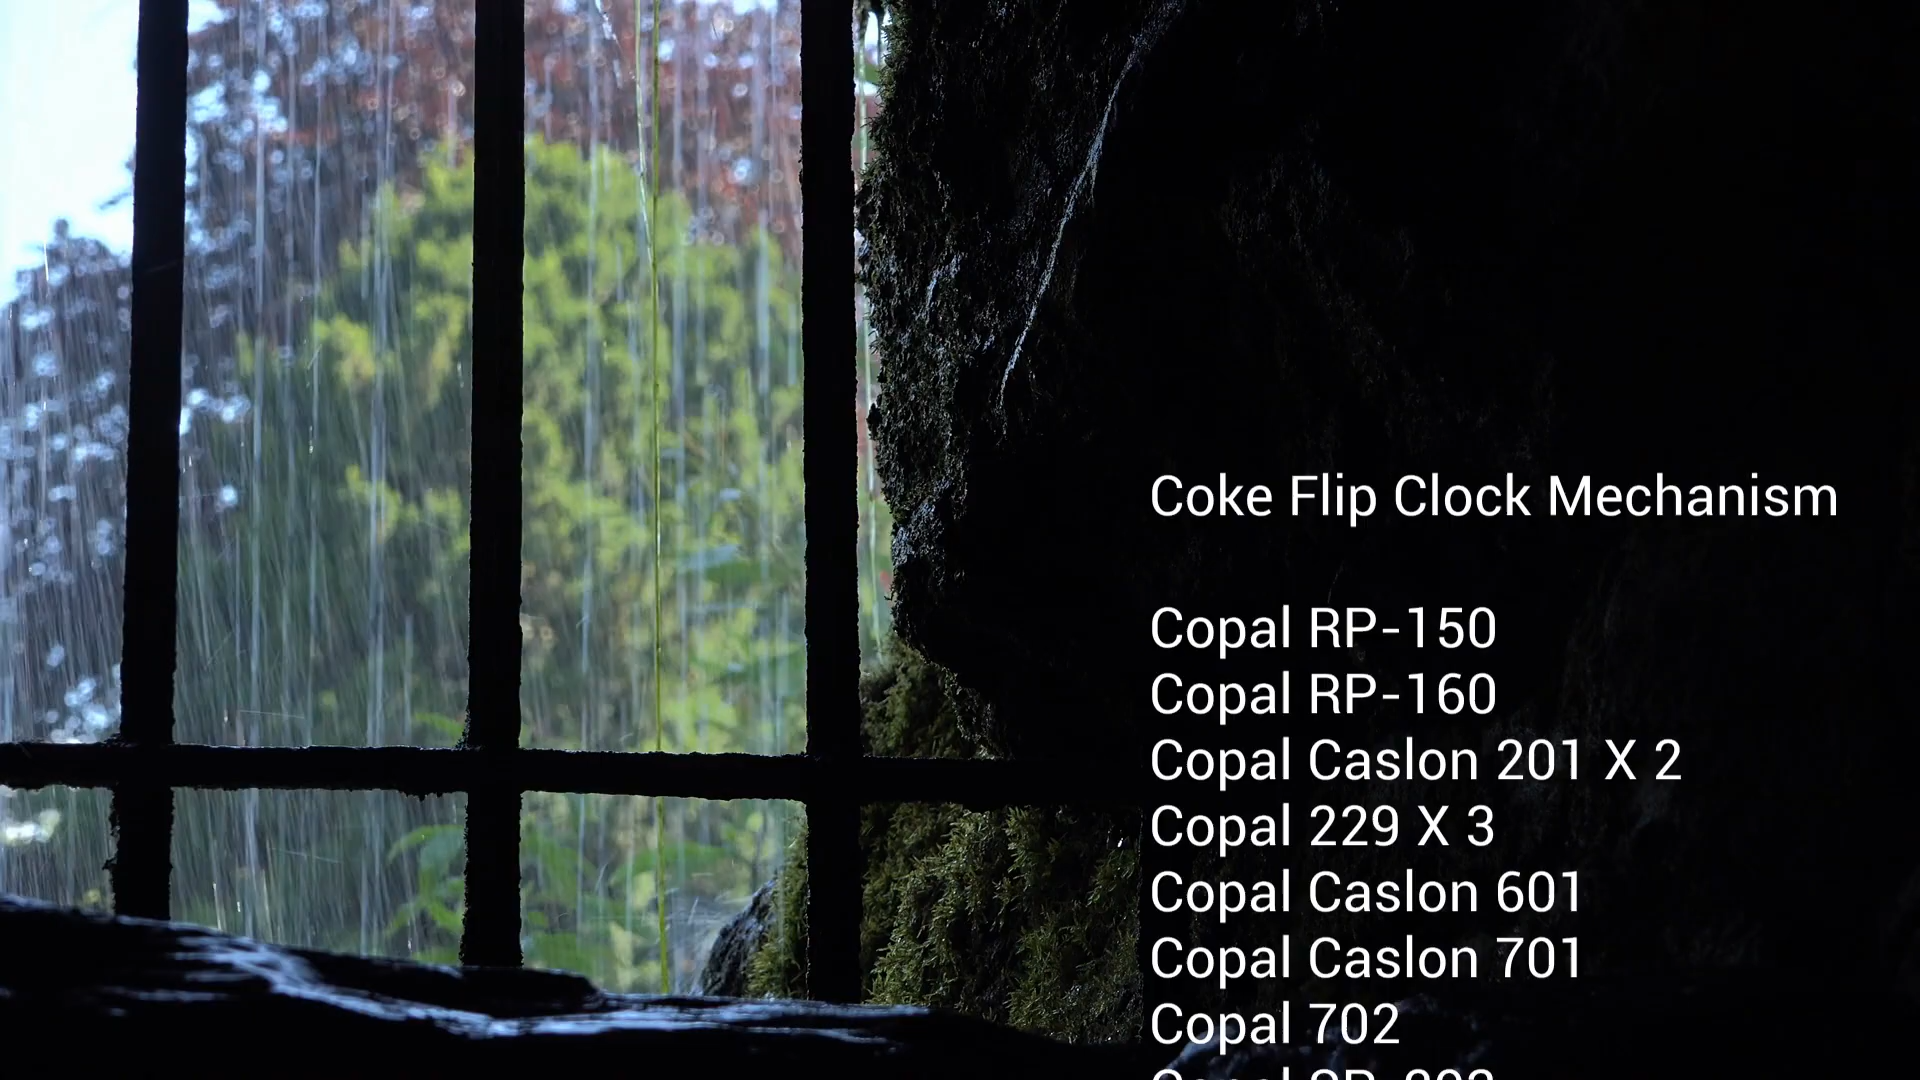 Coke Flip Clock Mechanism
Copal RP-150
Copal RP-160
Copal Caslon 201 X 2
Copal 229 X 3
Copal Caslon 601
Copal Caslon 701
Copal 702
Copal